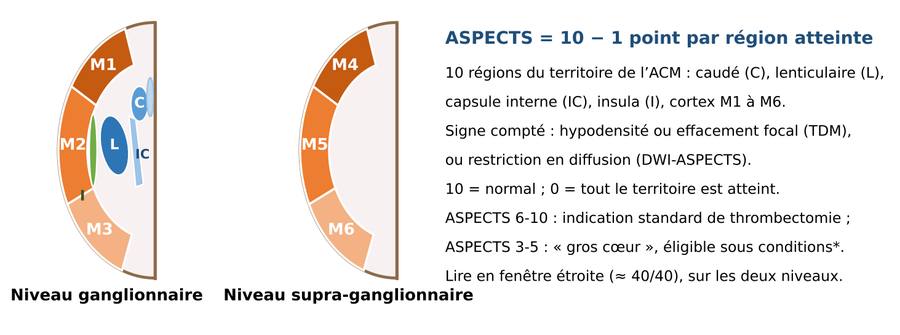 M1
M2
M3
C
L
IC
Niveau ganglionnaire
M4
M5
M6
Niveau supra-ganglionnaire
ASPECTS = 10 − 1 point par région atteinte
10 régions du territoire de l’ACM : caudé (C), lenticulaire (L),
capsule interne (IC), insula (I), cortex M1 à M6.
Signe compté : hypodensité ou effacement focal (TDM),
ou restriction en diffusion (DWI-ASPECTS).
10 = normal ; 0 = tout le territoire est atteint.
ASPECTS 6-10 : indication standard de thrombectomie ;
ASPECTS 3-5 : « gros cœur », éligible sous conditions*.
Lire en fenêtre étroite (≈ 40/40), sur les deux niveaux.